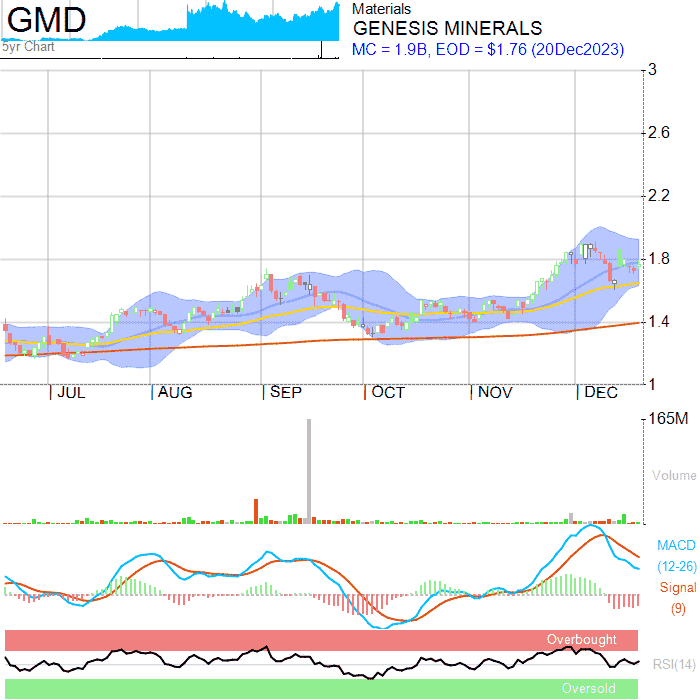 GMD
5yr Chart
Materials
GENESIS MINERALS
MC = 1.9B, EOD = $1.76 (20Dec2023)
3
2.6
2.2
1.8
1.4
1
JUL AUG SEP OCT NOV DEC
165M
Volume
MACD
(12-26)
Signal
(9)
Overbought
RSI(14)
Oversold